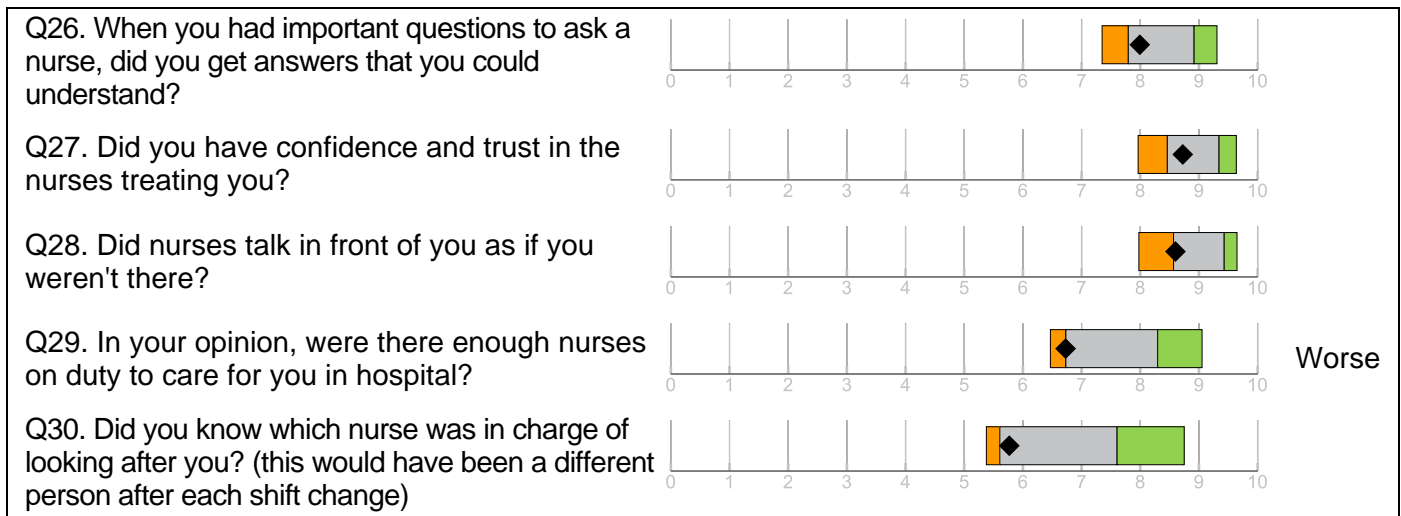 Q26. When you had important questions to ask a
nurse, did you get answers that you could
understand?
0 1 2 3 4 5 6 7 8 9 10
Q27. Did you have confidence and trust in the
nurses treating you?
0 1 2 3 4 5 6 7 8 9 10
Q28. Did nurses talk in front of you as if you
weren't there?
0 1 2 3 4 5 6 7 8 9 10
Q29. In your opinion, were there enough nurses
on duty to care for you in hospital?
0 1 2 3 4 5 6 7 8 9 10
Worse
Q30. Did you know which nurse was in charge of
looking after you? (this would have been a different
person after each shift change)
0 1 2 3 4 5 6 7 8 9 10